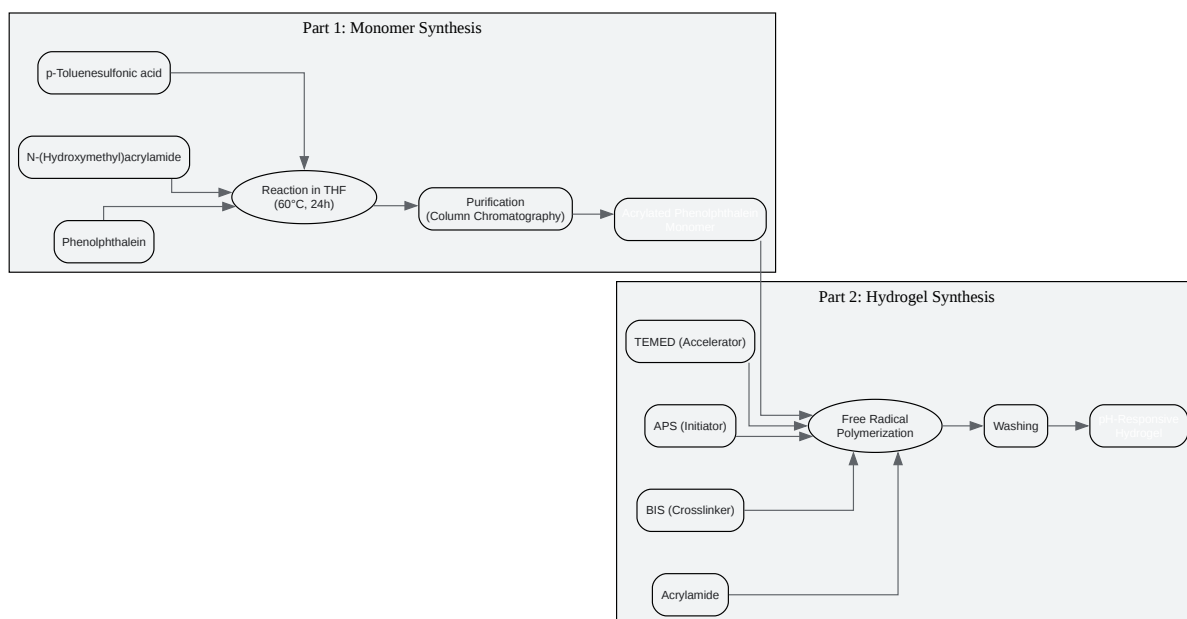 Part 1: Monomer Synthesis
p-Toluenesulfonic acid
N-(Hydroxymethyl)acrylamide
Phenolphthalein
Reaction in THF
(60°C, 24h)
Purification
(Column Chromatography)
Acrylated Phenolphthalein
Monomer
Part 2: Hydrogel Synthesis
TEMED (Accelerator)
APS (Initiator)
BIS (Crosslinker)
Acrylamide
Free Radical
Polymerization
Washing
pH-Responsive
Hydrogel